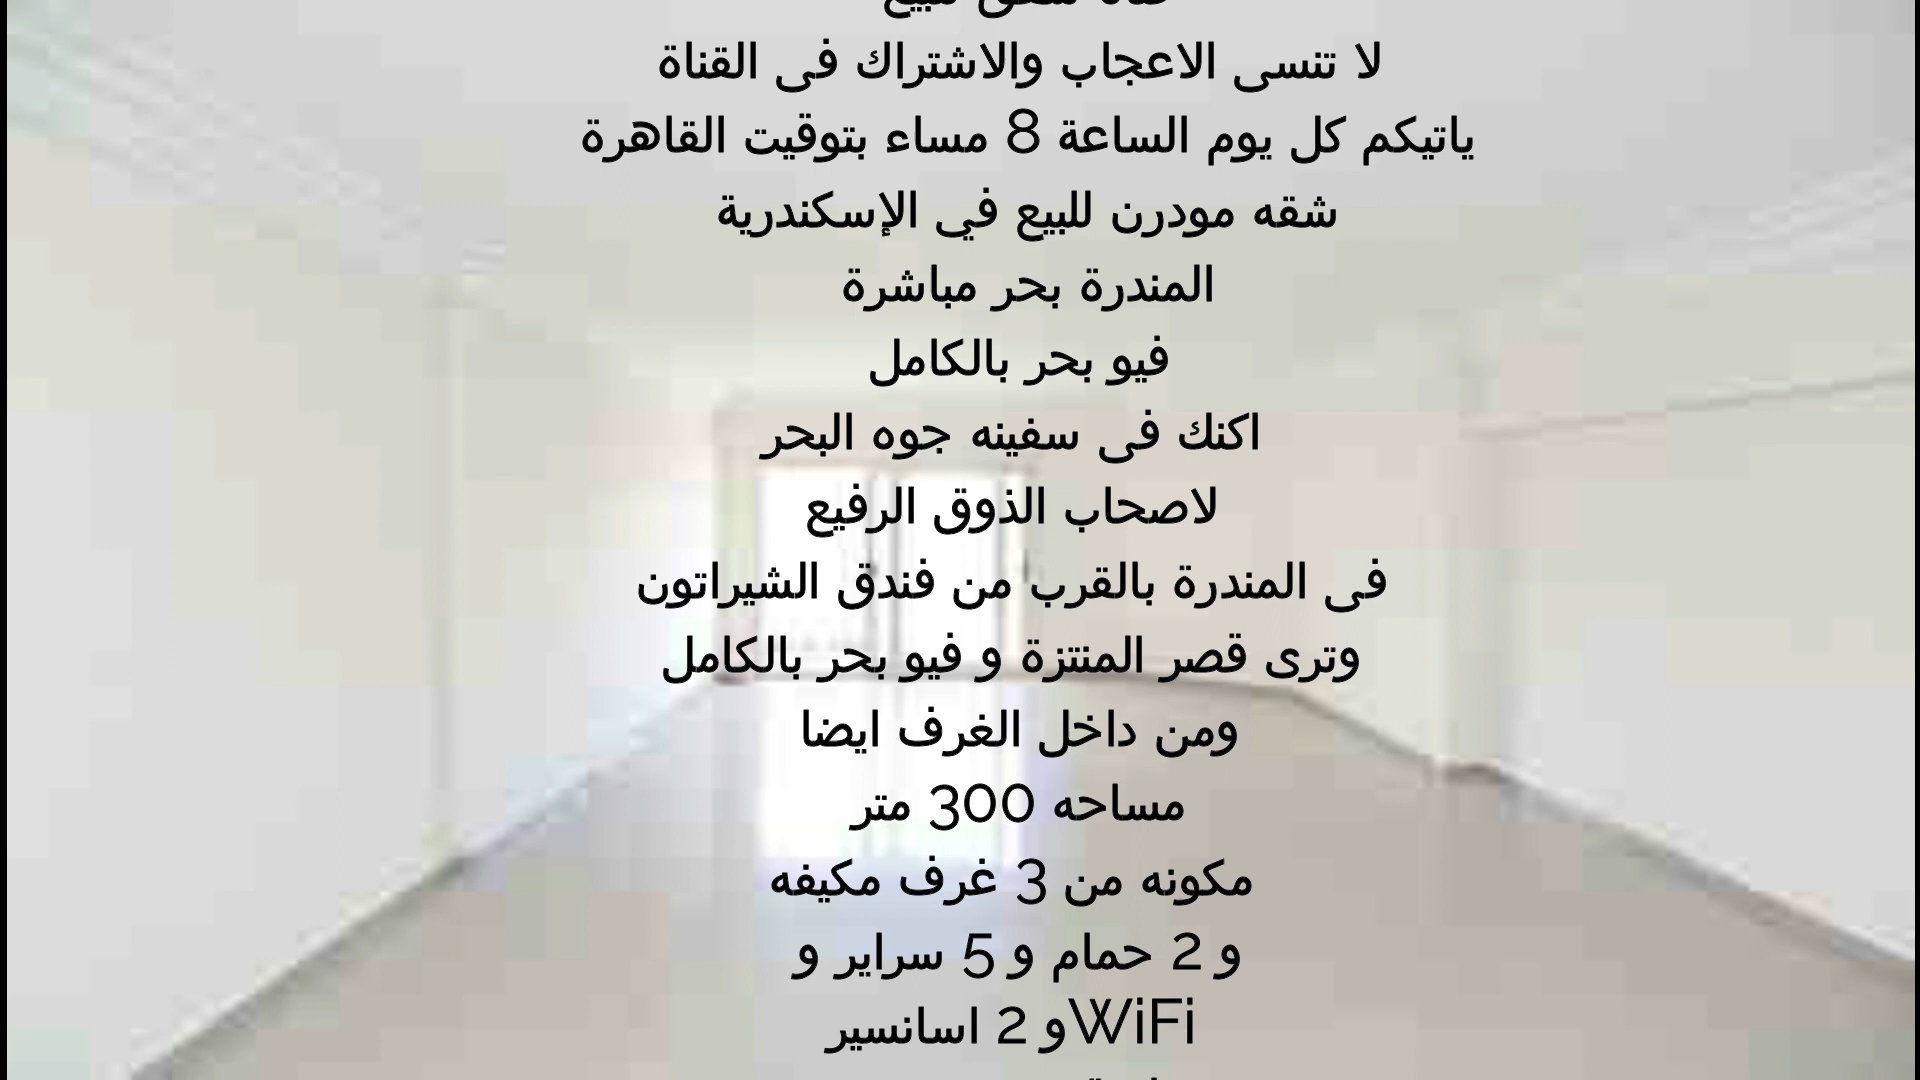 لا تنسى الاعجاب والاشتراك فى القناة
ياتيكم كل يوم الساعة 8 مساء بتوقيت القاهرة
شقه مودرن للبيع في الإسكندرية
المندرة بحر مباشرة
فيو بحر بالكامل
اكنك فى سفينه جوه البحر
لاصحاب الذوق الرفيع
فى المندرة بالقرب من فندق الشيراتون
وترى قصر المنتزة و فيو بحر بالكامل
ومن داخل الغرف ايضا
مساحه 300 متر
مكونه من 3 غرف مكيفه
و 2 حمام و 5 سراير و
WiFiو 2 اسانسير